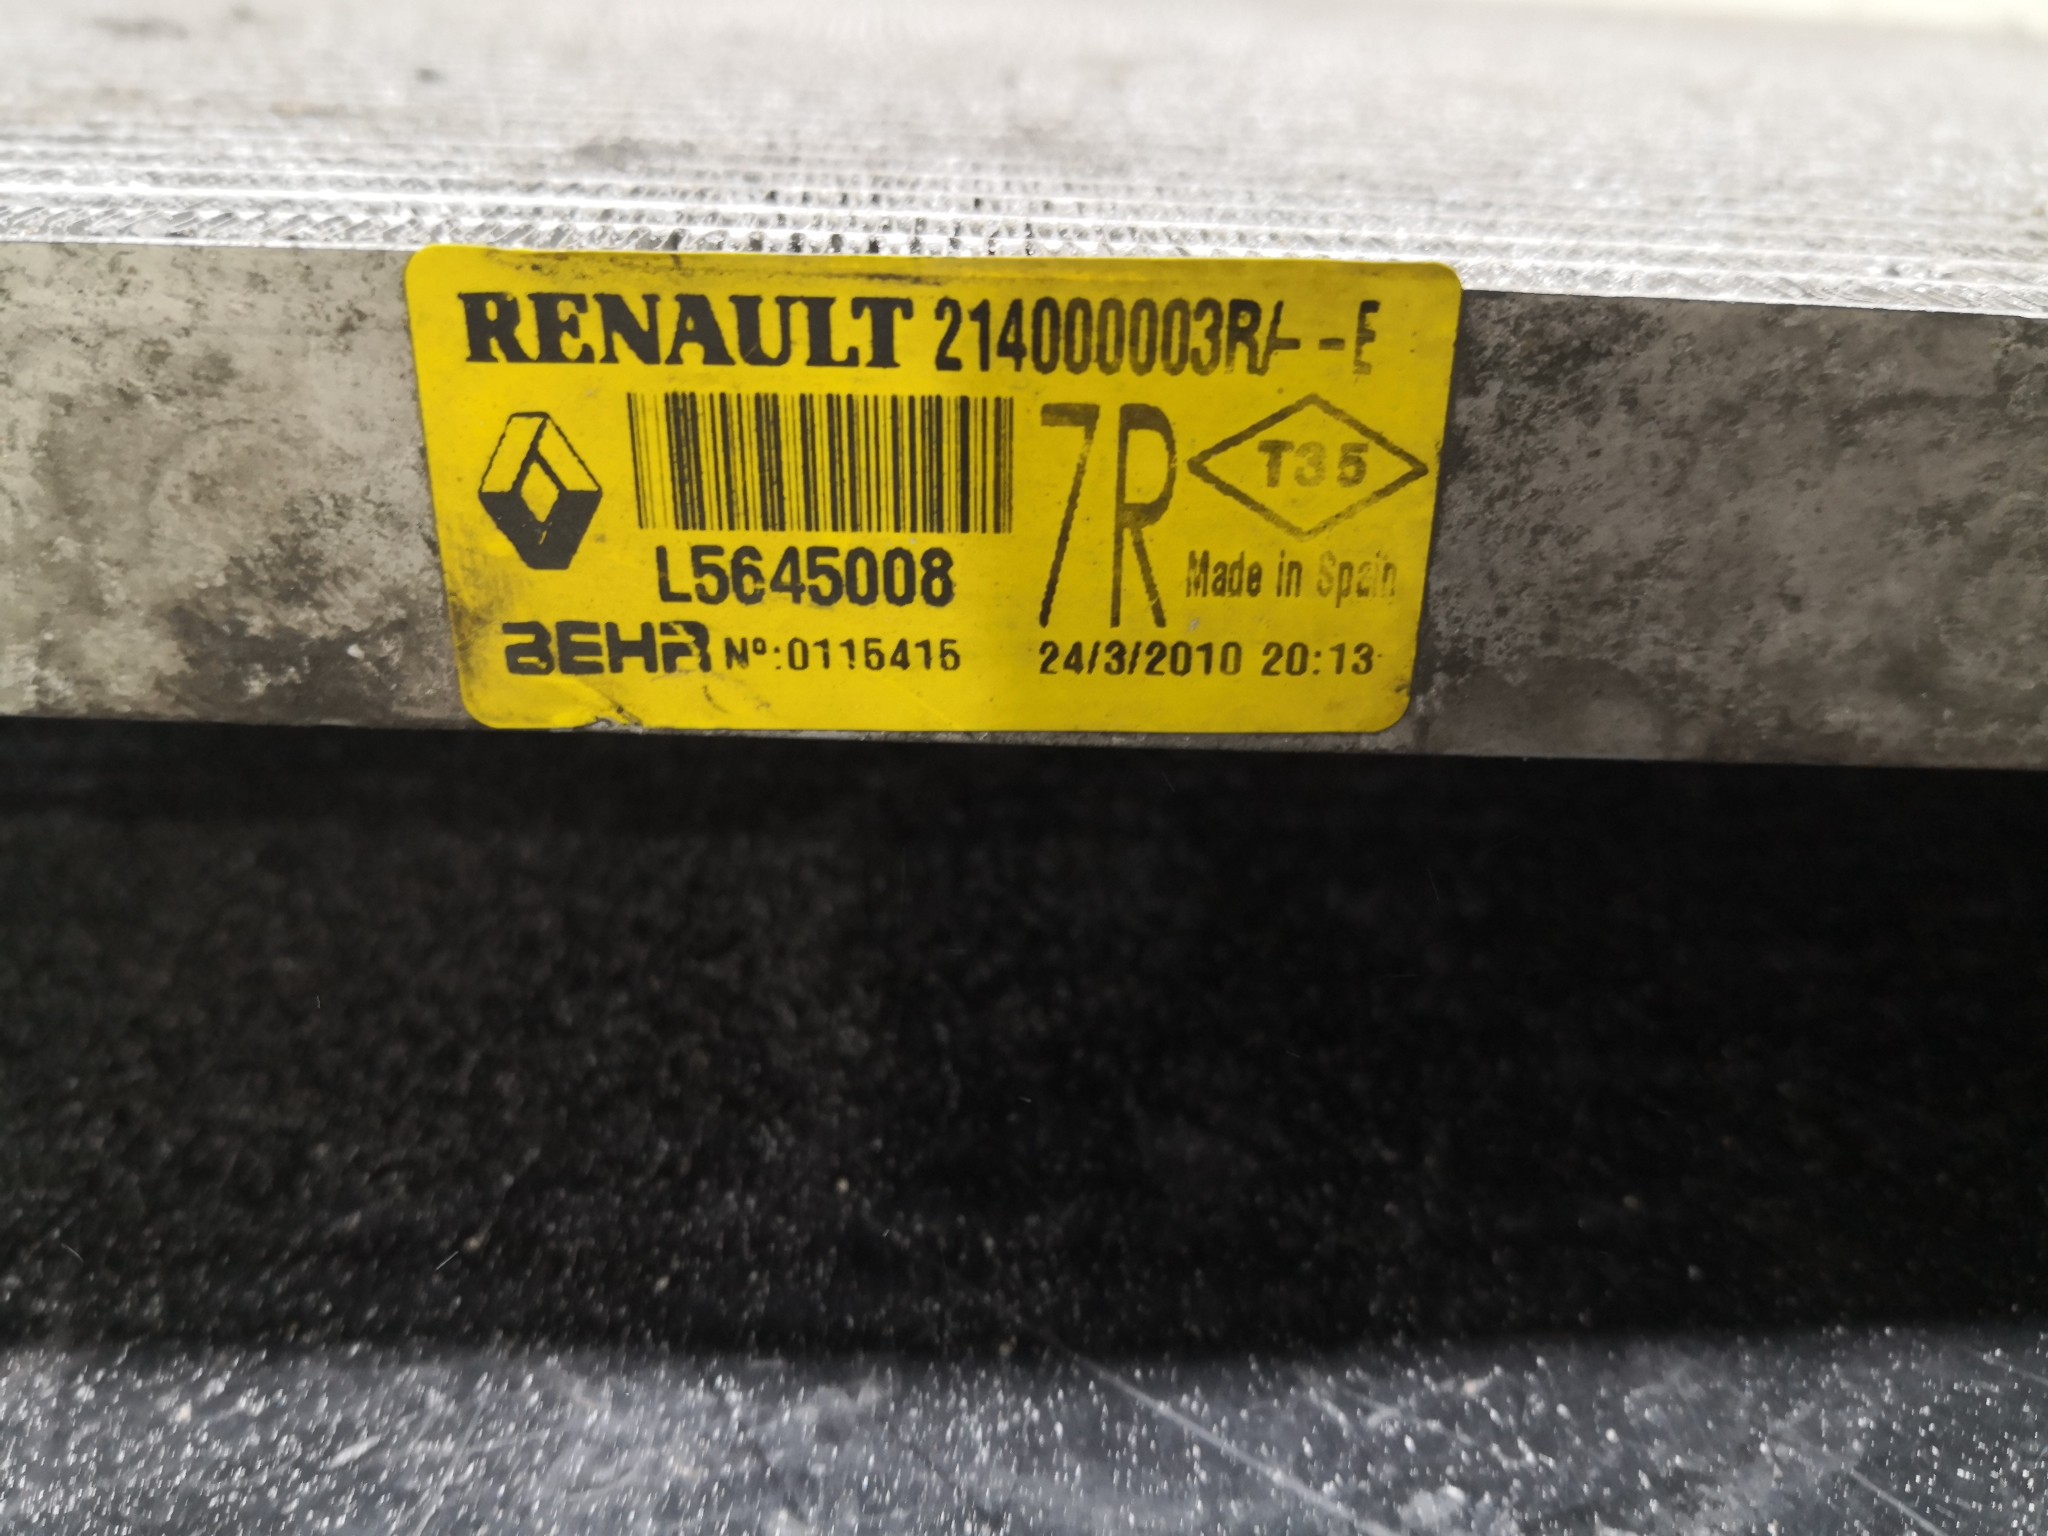 RENAULT 214000003R/--E
7R
T35
L5645008
Made in Spain
BEHR Nº:0115415 24/3/2010 20:13